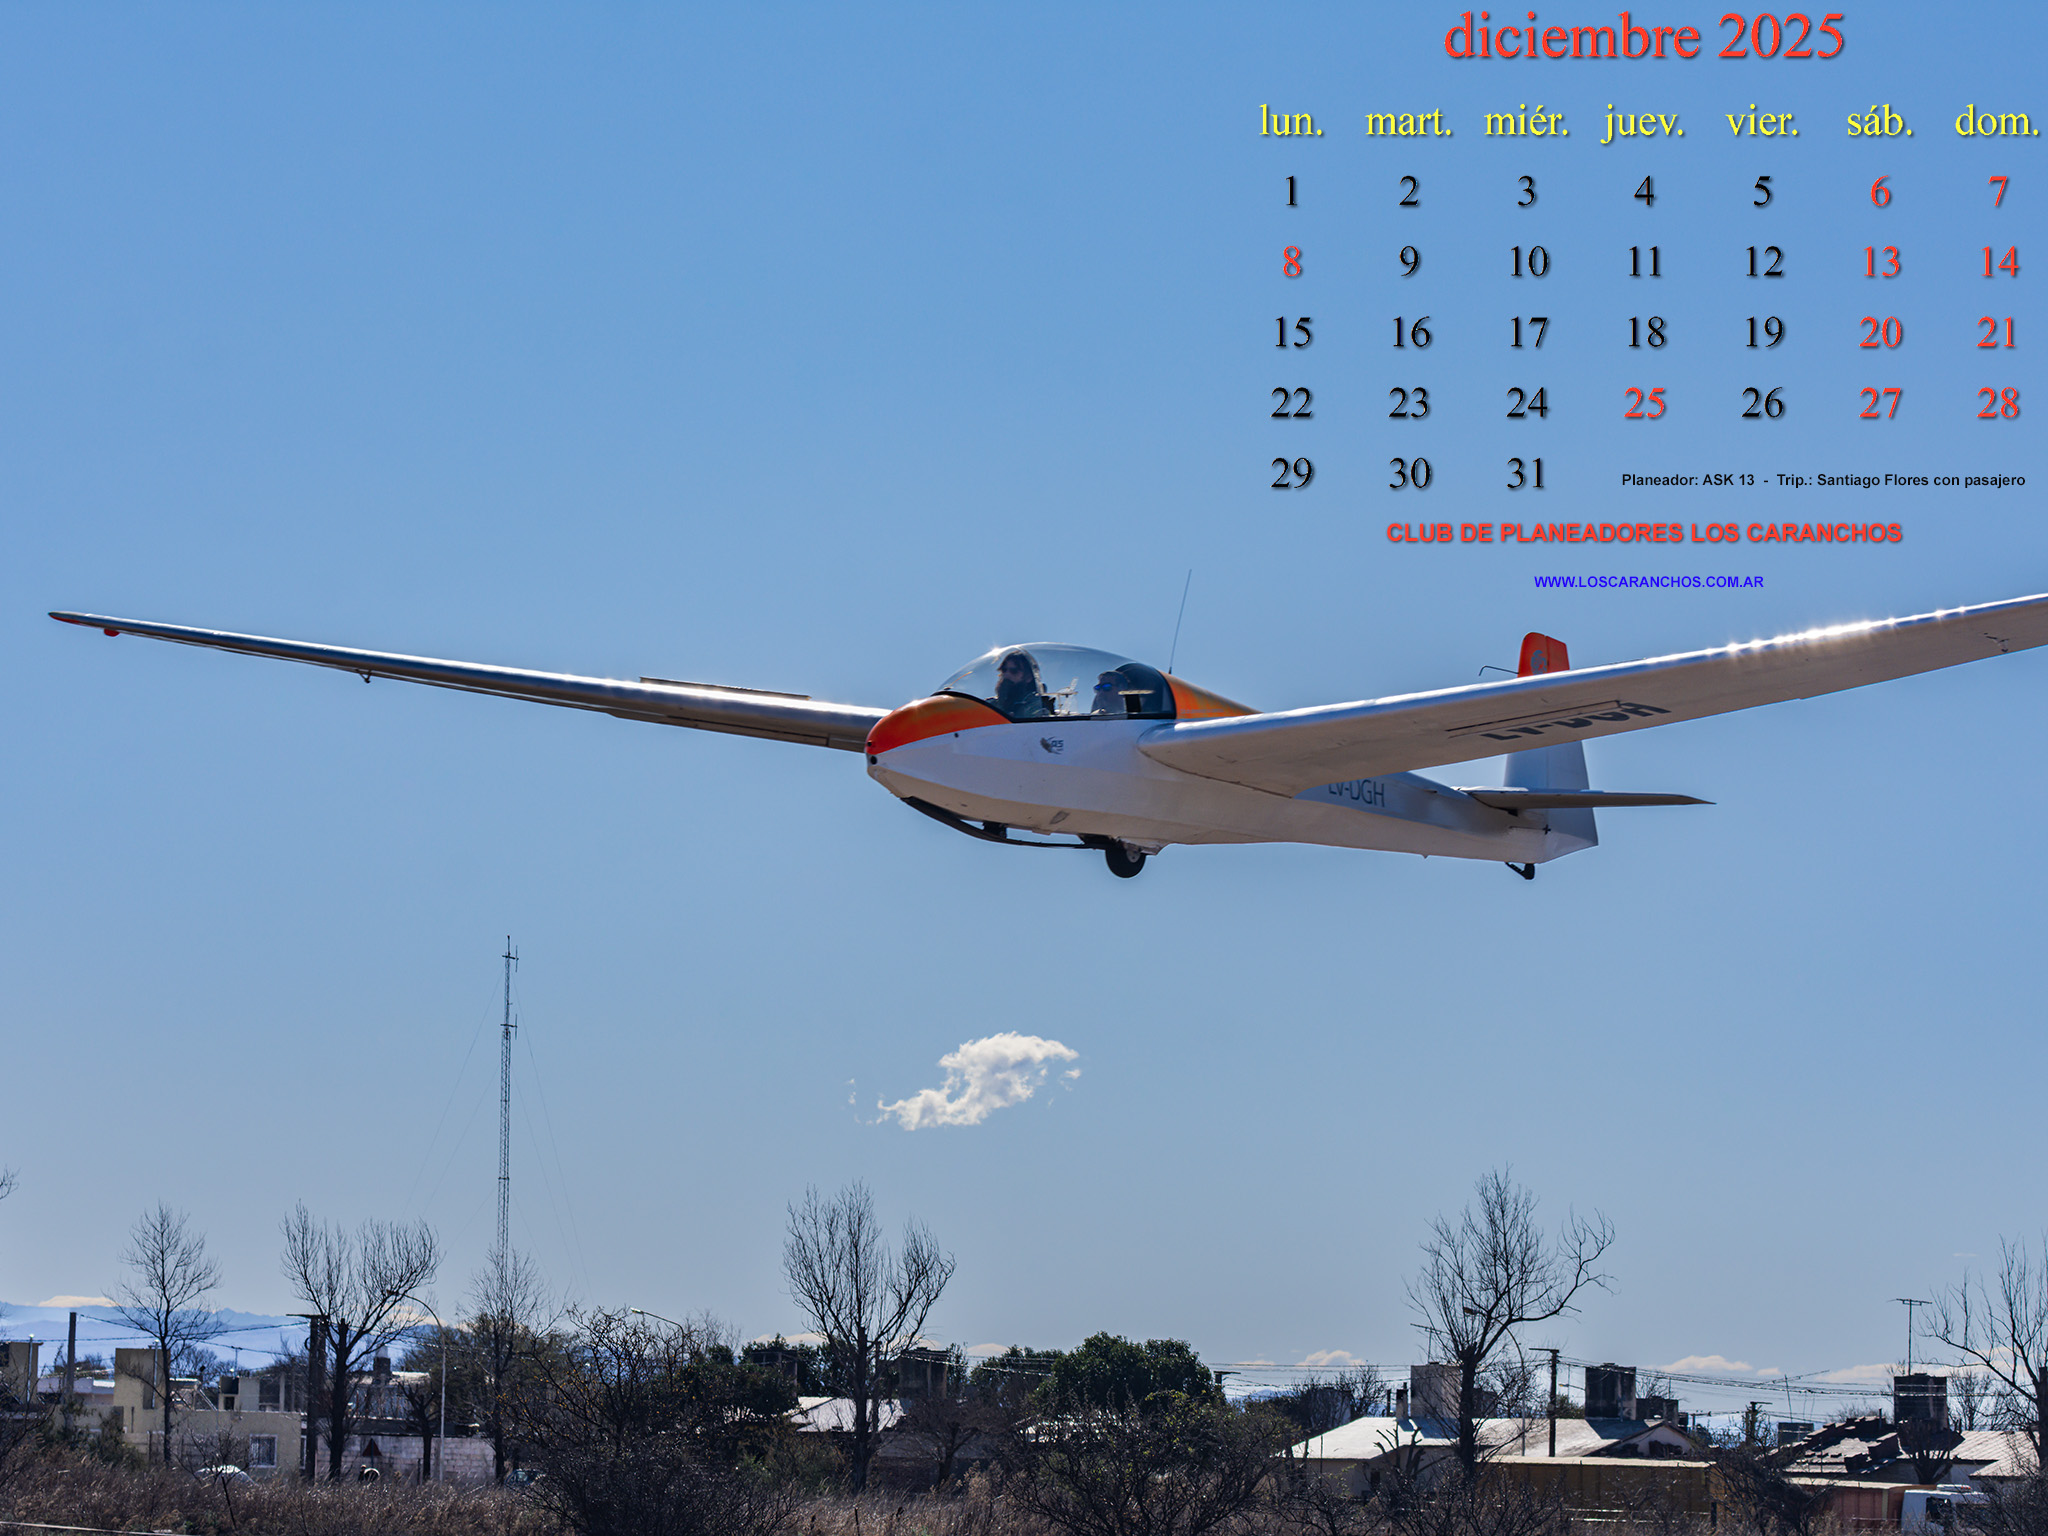 diciembre 2025
lun. mart. miér. juev. vier. sáb. dom.
1 2 3 4 5 6 7
8 9 10 11 12 13 14
15 16 17 18 19 20 21
22 23 24 25 26 27 28
29 30 31
Planeador: ASK 13 - Trip.: Santiago Flores con pasajero
CLUB DE PLANEADORES LOS CARANCHOS
WWW.LOSCARANCHOS.COM.AR
LV-DGH
LV-DGH